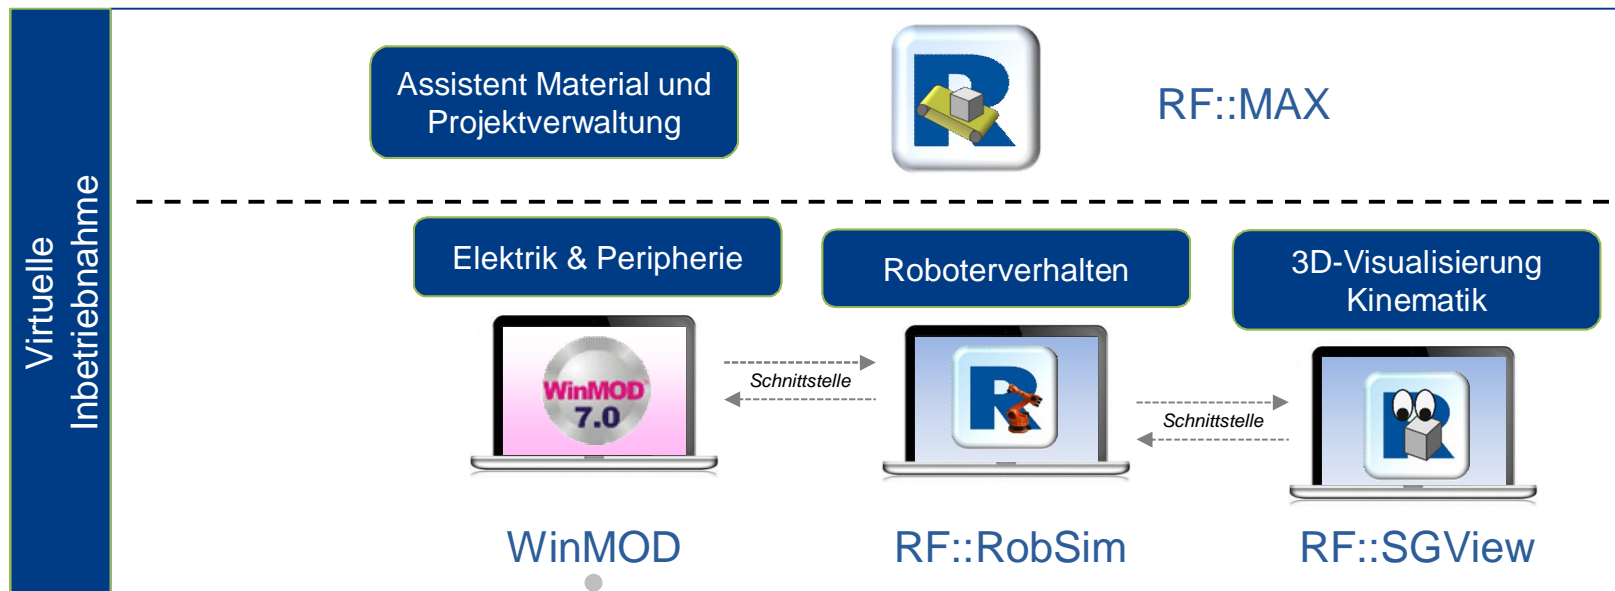 Virtuelle
Inbetriebnahme
Assistent Material und
Projektverwaltung
R
RF::MAX
Elektrik & Peripherie
Roboterverhalten
3D-Visualisierung
Kinematik
WinMOD
7.0
Schnittstelle
R
Schnittstelle
R
WinMOD
RF::RobSim
RF::SGView